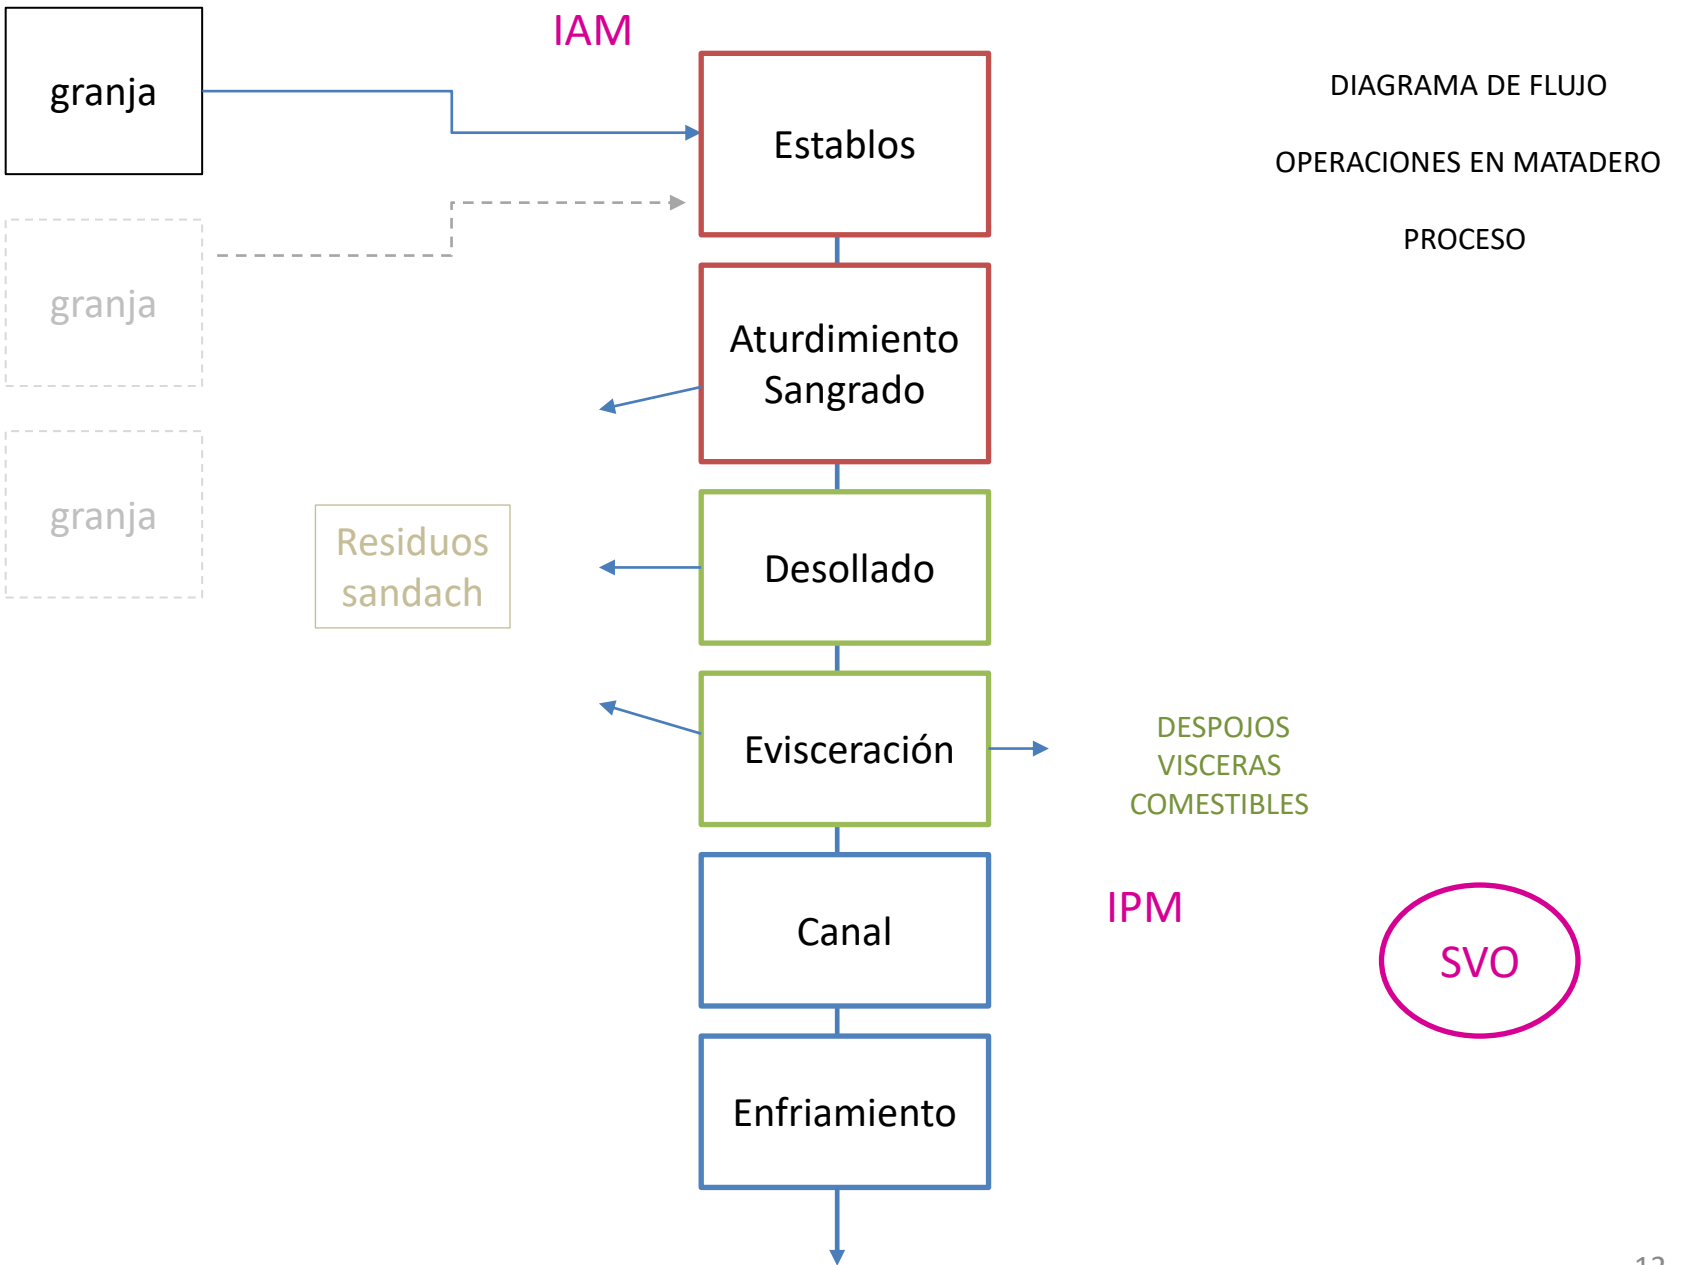 IAM
granja
DIAGRAMA DE FLUJO
Establos
OPERACIONES EN MATADERO
PROCESO
granja
Aturdimiento
Sangrado
granja
Residuos
sandach
Desollado
Evisceración
DESPOJOS
VISCERAS
COMESTIBLES
Canal
IPM
SVO
Enfriamiento
12